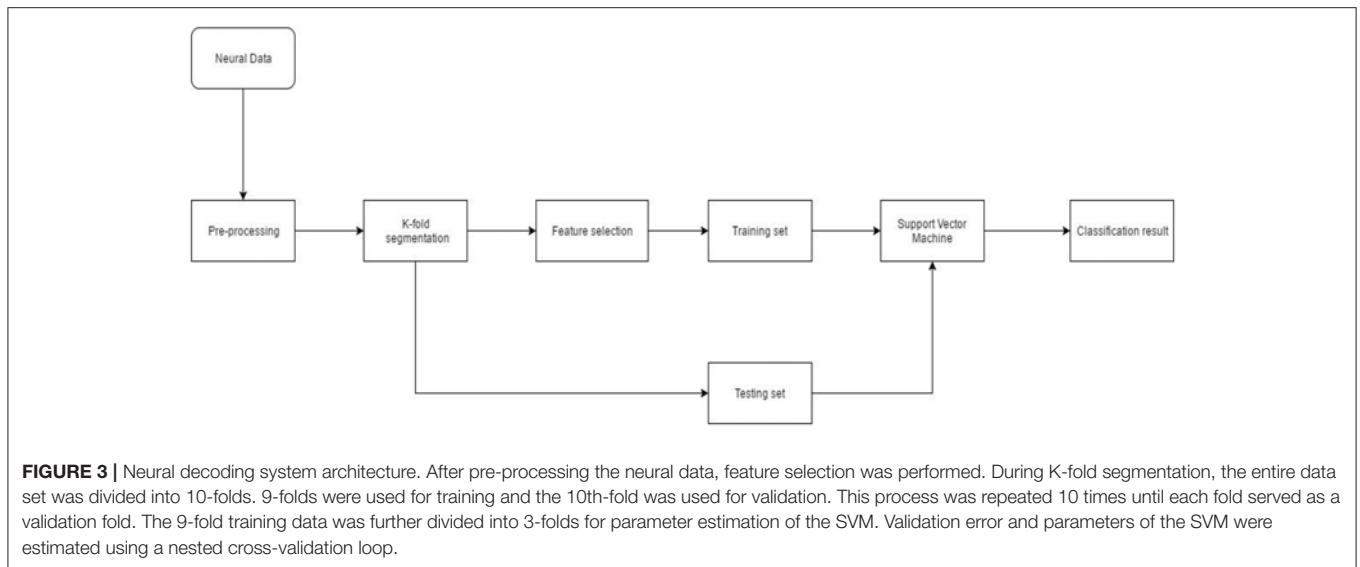 Neural Data
Pre-processing
K-fold
segmentation
Feature selection
Training set
Support Vector
Machine
Classification result
Testing set
FIGURE 3 | Neural decoding system architecture. After pre-processing the neural data, feature selection was performed. During K-fold segmentation, the entire data
set was divided into 10-folds. 9-folds were used for training and the 10th-fold was used for validation. This process was repeated 10 times until each fold served as a
validation fold. The 9-fold training data was further divided into 3-folds for parameter estimation of the SVM. Validation error and parameters of the SVM were
estimated using a nested cross-validation loop.